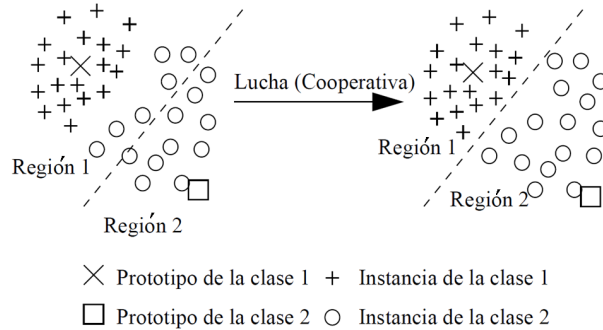 Lucha (Cooperativa)
Región 1
Región 2
Región 1
Región 2
Prototipo de la clase 1
Instancia de la clase 1
Prototipo de la clase 2
Instancia de la clase 2